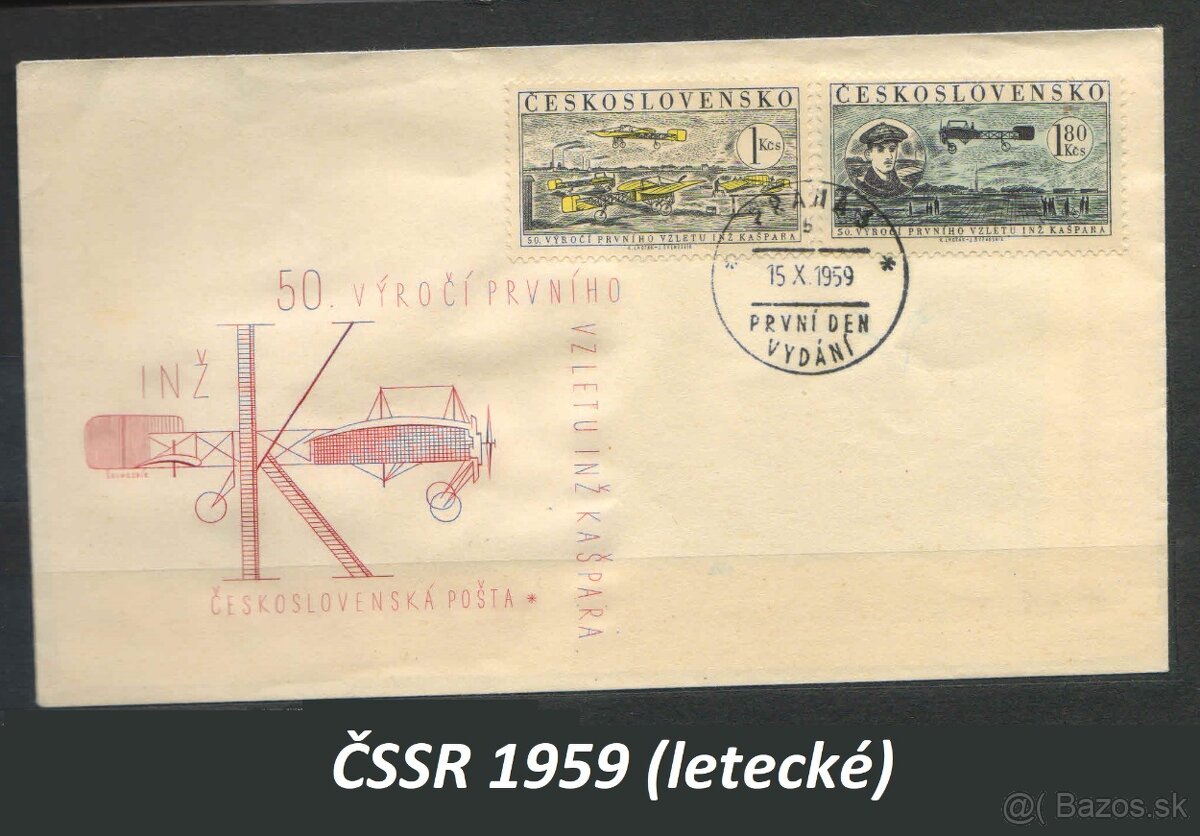 ČESKOSLOVENSKO
1 Kčs
50. VÝROČÍ PRVNÍHO VZLETU INŽ KAŠPARA
ČESKOSLOVENSKO
1 80 Kčs
50. VÝROČÍ PRVNÍHO VZLETU INŽ KAŠPARA
PRAHA 1
b
* 15 X. 1959 *
PRVNÍ DEN
VYDÁNÍ
50. VÝROČÍ PRVNÍHO
VZLETU INŽ KAŠPARA
INŽ
K
ČESKOSLOVENSKÁ POŠTA *
ČSSR 1959 (letecké)
@( Bazos.sk